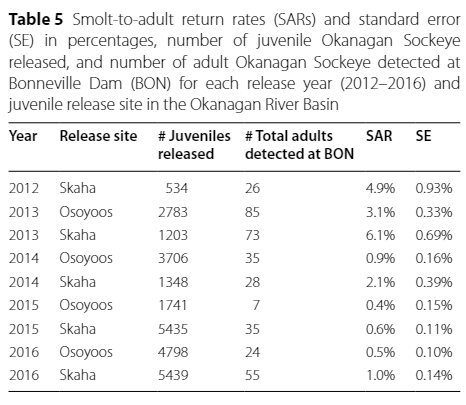 Table 5 Smolt-to-adult return rates (SARs) and standard error
(SE) in percentages, number of juvenile Okanagan Sockeye
released, and number of adult Okanagan Sockeye detected at
Bonneville Dam (BON) for each release year (2012–2016) and
juvenile release site in the Okanagan River Basin
Year Release site # Juveniles released # Total adults detected at BON SAR SE
2012 Skaha 534 26 4.9% 0.93%
2013 Osoyoos 2783 85 3.1% 0.33%
2013 Skaha 1203 73 6.1% 0.69%
2014 Osoyoos 3706 35 0.9% 0.16%
2014 Skaha 1348 28 2.1% 0.39%
2015 Osoyoos 1741 7 0.4% 0.15%
2015 Skaha 5435 35 0.6% 0.11%
2016 Osoyoos 4798 24 0.5% 0.10%
2016 Skaha 5439 55 1.0% 0.14%